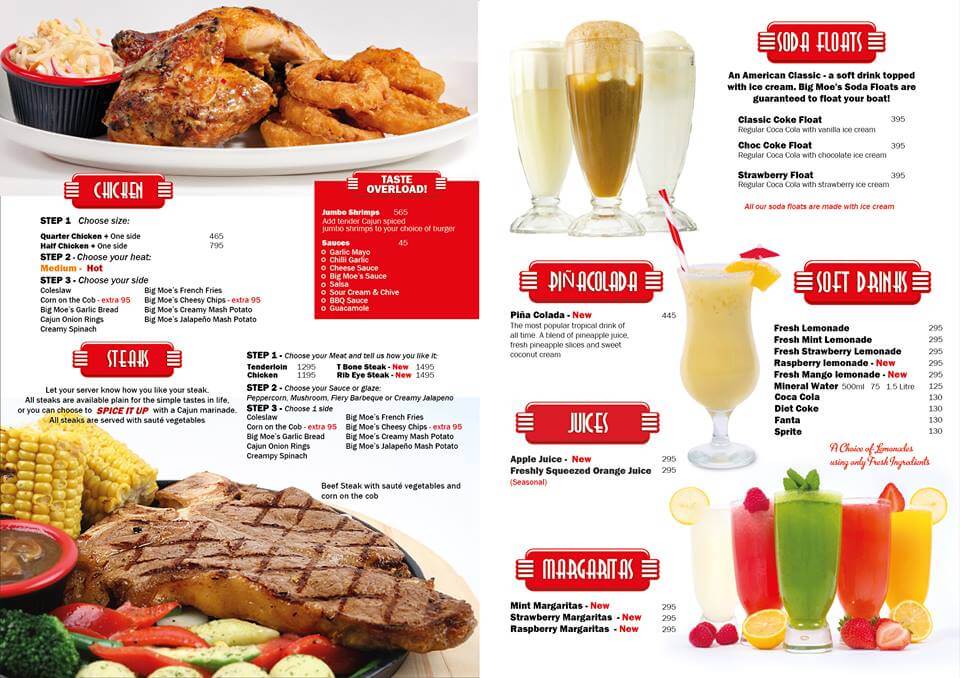 CHICKEN
STEP 1 Choose size:
Quarter Chicken + One side 465
Half Chicken + One side 795
STEP 2 - Choose your heat:
Medium - Hot
STEP 3 - Choose your side
Coleslaw
Corn on the Cob - extra 95
Big Moe's Garlic Bread
Cajun Onion Rings
Creamy Spinach
Big Moe's French Fries
Big Moe's Cheesy Chips - extra 95
Big Moe's Creamy Mash Potato
Big Moe's Jalapeño Mash Potato
TASTE
OVERLOAD!
Jumbo Shrimps 565
Add tender Cajun spiced
jumbo shrimps to your choice of burger
Sauces 45
Garlic Mayo
Chilli Garlic
Cheese Sauce
Big Moe's Sauce
Salsa
Sour Cream & Chive
BBQ Sauce
Guacamole
STEAKS
Let your server know how you like your steak.
All steaks are available plain for the simple tastes in life,
or you can choose to SPICE IT UP with a Cajun marinade.
All steaks are served with sauté vegetables
STEP 1 - Choose your Meat and tell us how you like it:
Tenderloin 1295 T Bone Steak - New 1495
Chicken 1195 Rib Eye Steak - New 1495
STEP 2 - Choose your Sauce or glaze:
Peppercorn, Mushroom, Fiery Barbeque or Creamy Jalapeno
STEP 3 - Choose 1 side
Coleslaw
Corn on the Cob - extra 95
Big Moe's Garlic Bread
Cajun Onion Rings
Creampy Spinach
Big Moe's French Fries
Big Moe's Cheesy Chips - extra 95
Big Moe's Creamy Mash Potato
Big Moe's Jalapeño Mash Potato
Beef Steak with sauté vegetables and
corn on the cob
SODA FLOATS
An American Classic - a soft drink topped
with ice cream. Big Moe's Soda Floats are
guaranteed to float your boat!
Classic Coke Float 395
Regular Coca Cola with vanilla ice cream
Choc Coke Float 395
Regular Coca Cola with chocolate ice cream
Strawberry Float 395
Regular Coca Cola with strawberry ice cream
All our soda floats are made with ice cream
PIÑACOLADA
Piña Colada - New 445
The most popular tropical drink of
all time A blend of pineapple juice,
fresh pineapple slices and sweet
coconut cream
JUICES
Apple Juice - New 295
Freshly Squeezed Orange Juice 295
(Seasonal)
MARGARITAS
Mint Margaritas - New 295
Strawberry Margaritas - New 295
Raspberry Margaritas - New 295
SOFT DRINKS
Fresh Lemonade 295
Fresh Mint Lemonade 295
Fresh Strawberry Lemonade 295
Raspberry lemonade - New 295
Fresh Mango lemonade - New 295
Mineral Water 500ml 75 1.5 Litre 125
Coca Cola 130
Diet Coke 130
Fanta 130
Sprite 130
A Choice of Lemonades
using only Fresh Ingredients